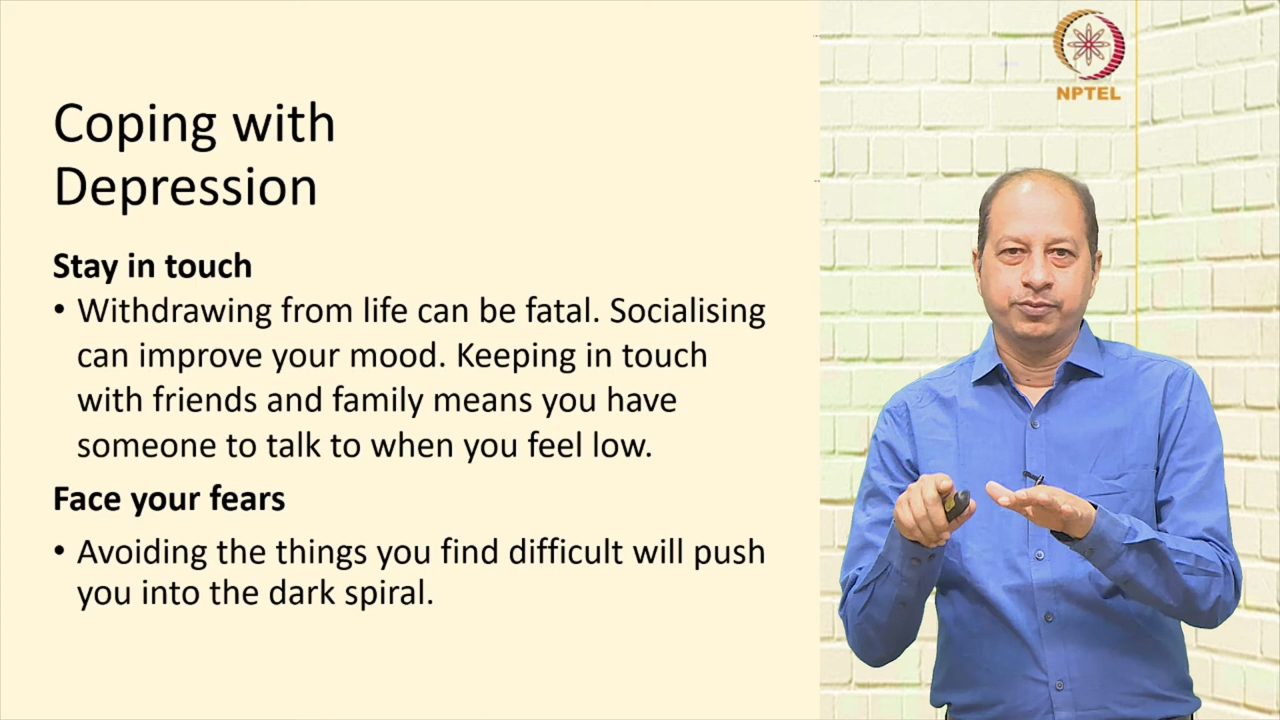 Coping with
Depression
Stay in touch
• Withdrawing from life can be fatal. Socialising
can improve your mood. Keeping in touch
with friends and family means you have
someone to talk to when you feel low.
Face your fears
• Avoiding the things you find difficult will push
you into the dark spiral.
NPTEL